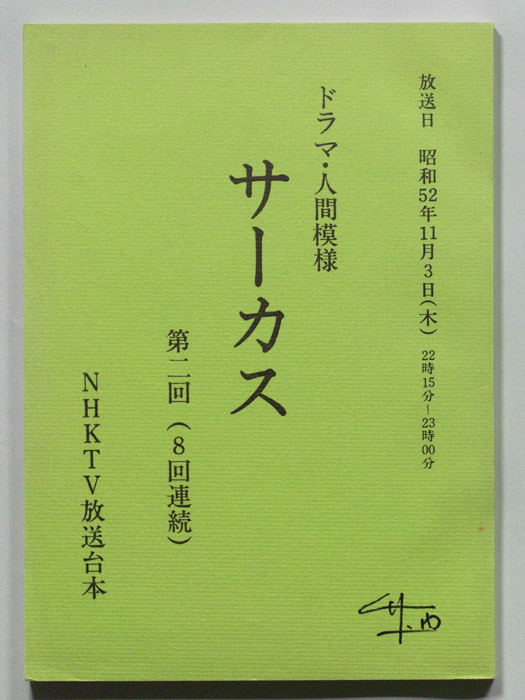 放送日 昭和52年11月3日(木) 22時15分~23時00分
ドラマ・人間模様
サーカス
第二回(8回連続)
NHKTV放送台本